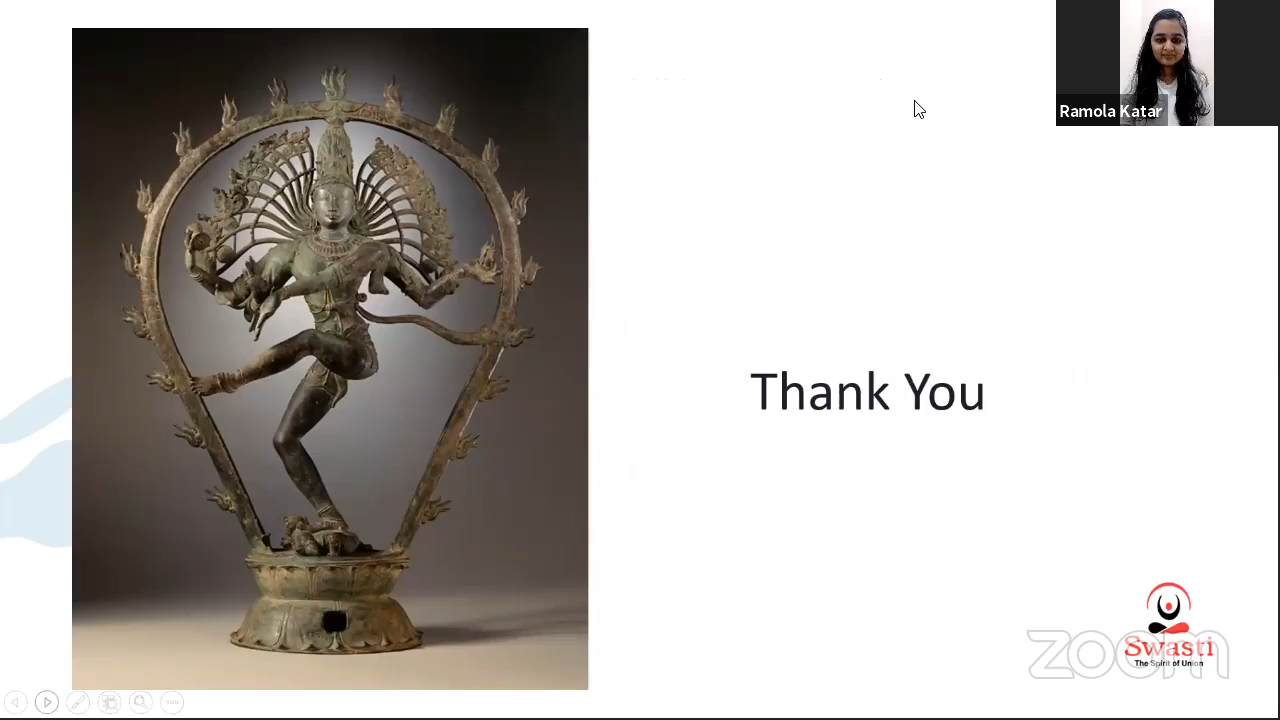 Ramola Katar
Thank You
zoom
Swasti
The Spirit of Union